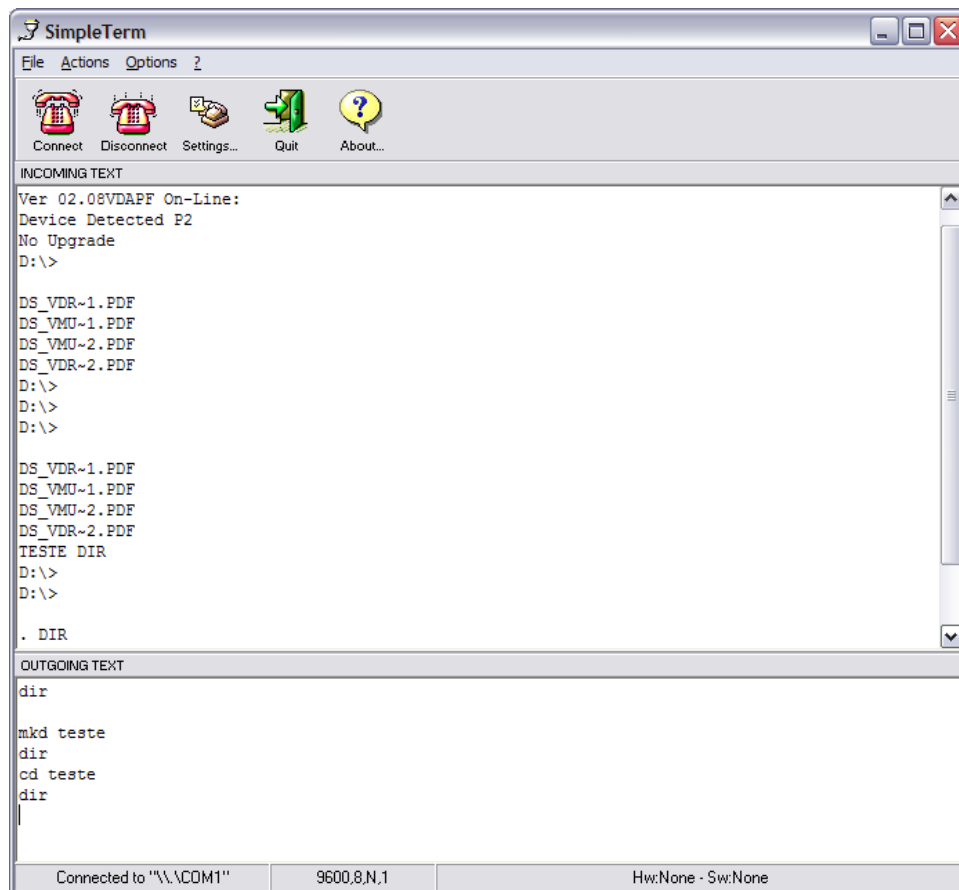 SimpleTerm
File Actions Options ?
Connect Disconnect Settings... Quit About...
INCOMING TEXT
Ver 02.08VDAPF On-Line:
Device Detected P2
No Upgrade
D:\>
DS_VDR~1.PDF
DS_VMU~1.PDF
DS_VMU~2.PDF
DS_VDR~2.PDF
D:\>
D:\>
D:\>
DS_VDR~1.PDF
DS_VMU~1.PDF
DS_VMU~2.PDF
DS_VDR~2.PDF
TESTE DIR
D:\>
D:\>
. DIR
OUTGOING TEXT
dir
mkd teste
dir
cd teste
dir
Connected to "\\.\COM1" 9600,8,N,1 Hw:None - Sw:None